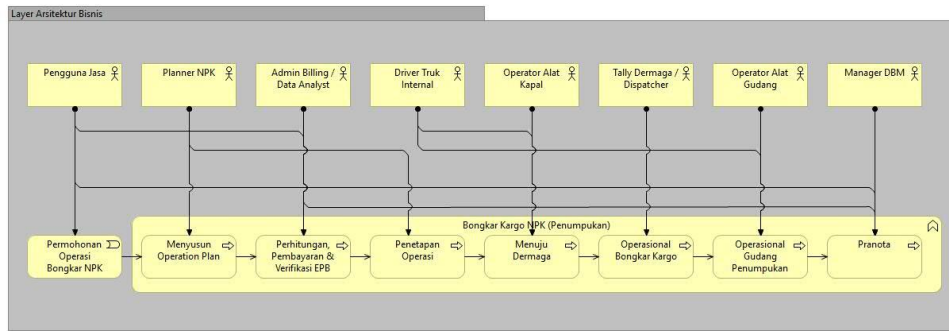 Layer Arsitektur Bisnis
Pengguna Jasa
Planner NPK
Admin Billing /
Data Analyst
Driver Truk
Internal
Operator Alat
Kapal
Tally Dermaga /
Dispatcher
Operator Alat
Gudang
Manager DBM
Bongkar Kargo NPK (Penumpukan)
Permohonan
Operasi
Bongkar NPK
Menyusun
Operation Plan
Perhitungan,
Pembayaran &
Verifikasi EPB
Penetapan
Operasi
Menuju
Dermaga
Operasional
Bongkar Kargo
Operasional
Gudang
Penumpukan
Pranota